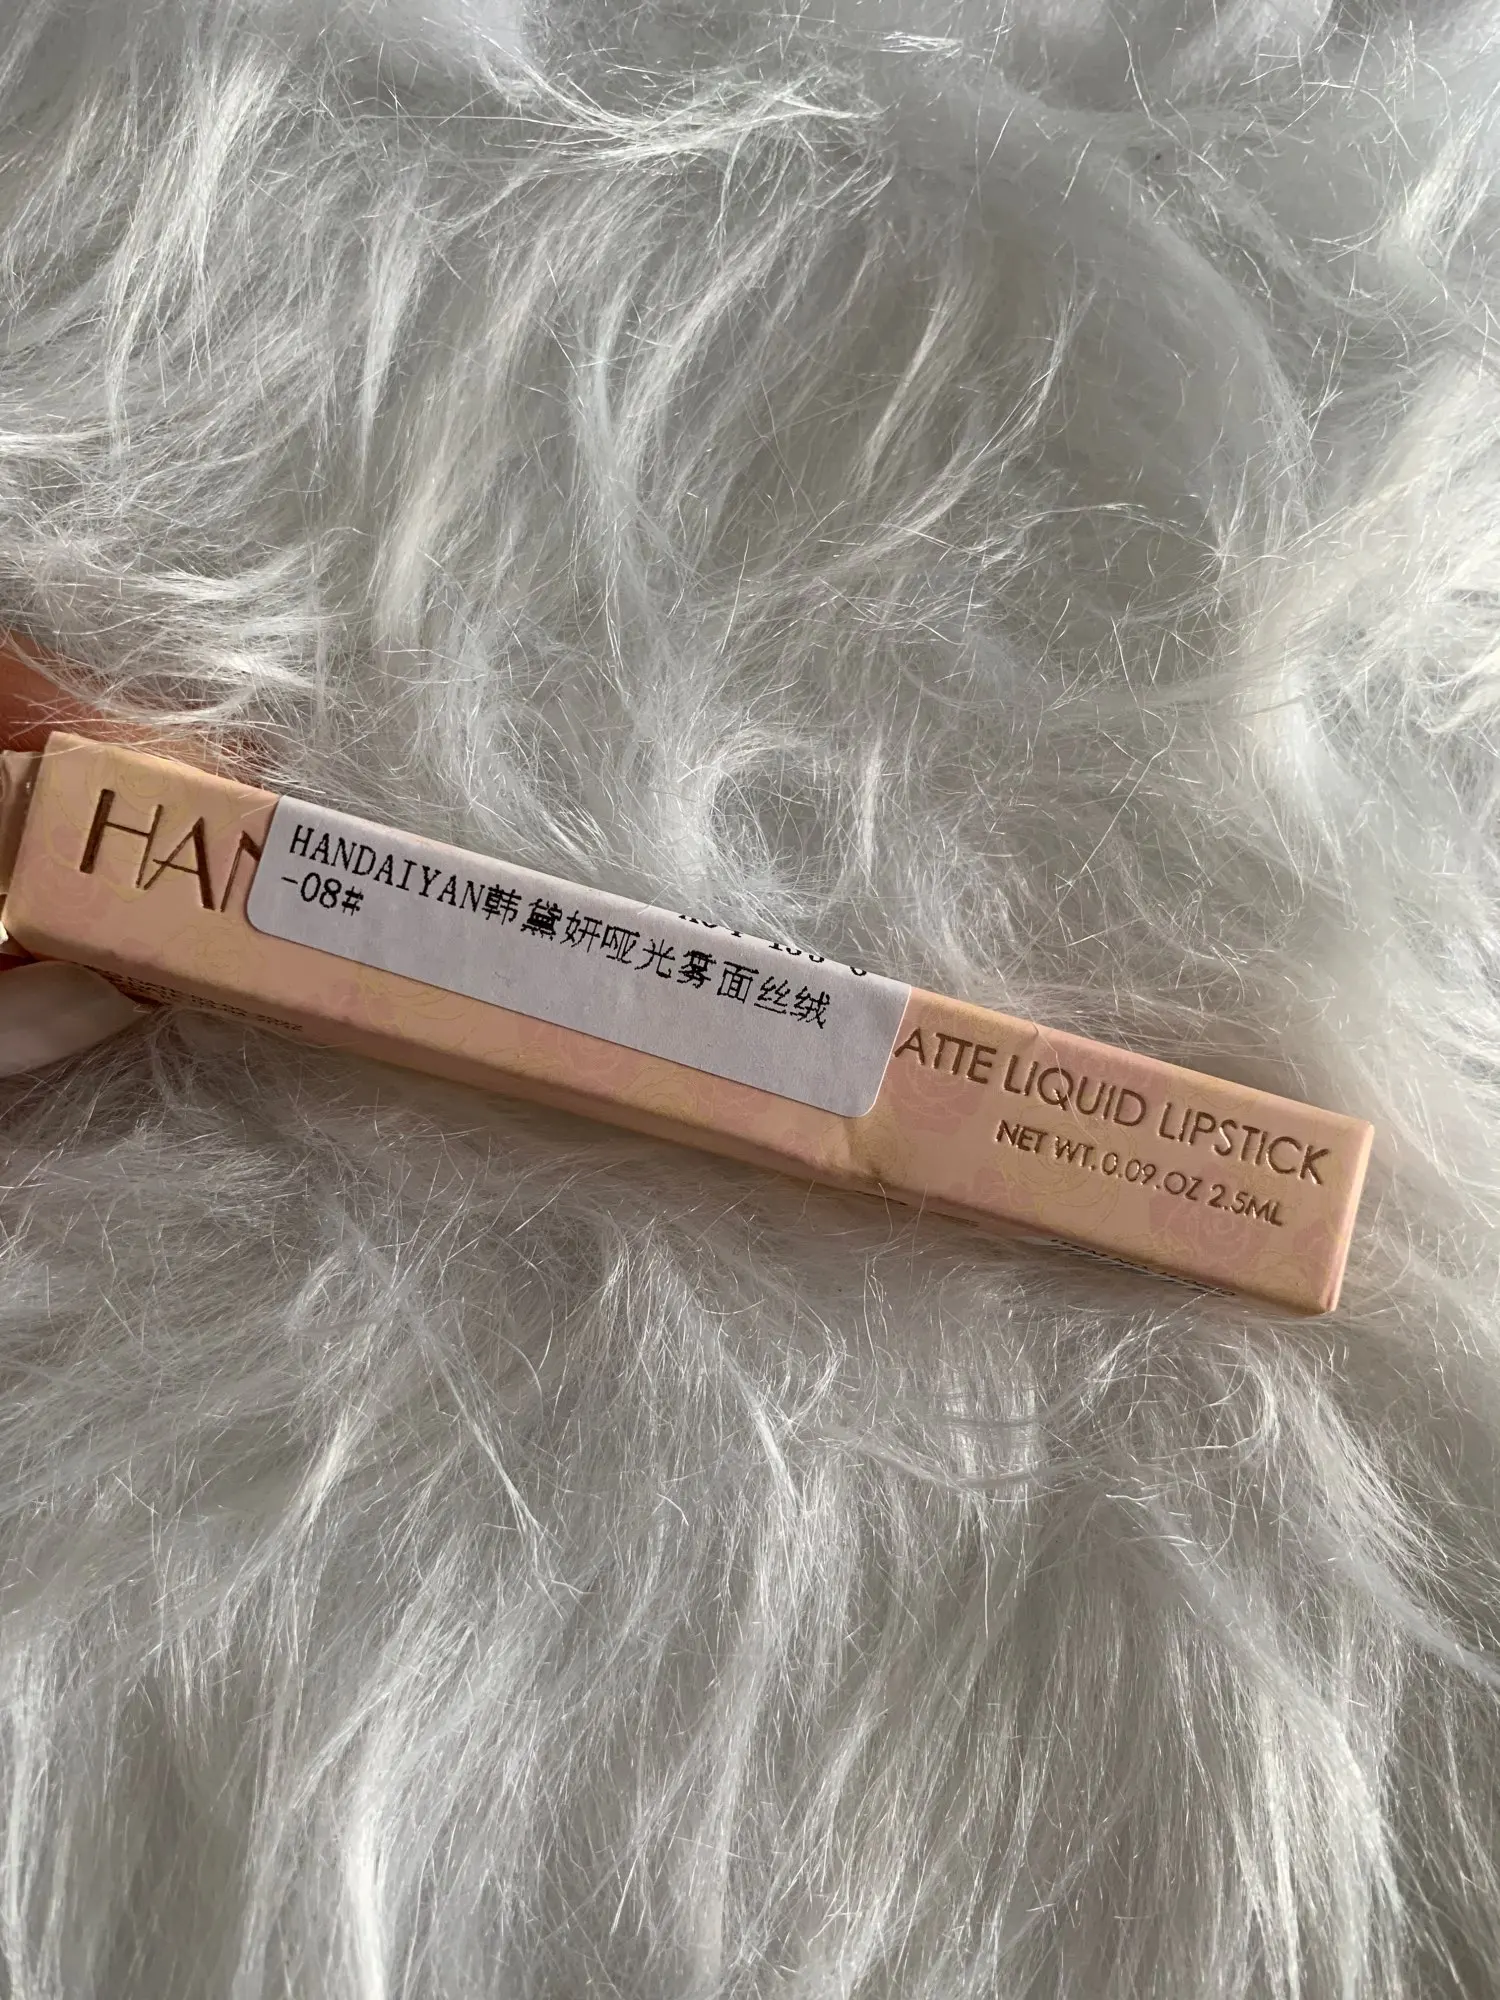 HAN
HANDAIYAN韩黛妍哑光雾面丝绒
-08#
ATTE LIQUID LIPSTICK
NET WT. 0.09.OZ 2.5ML